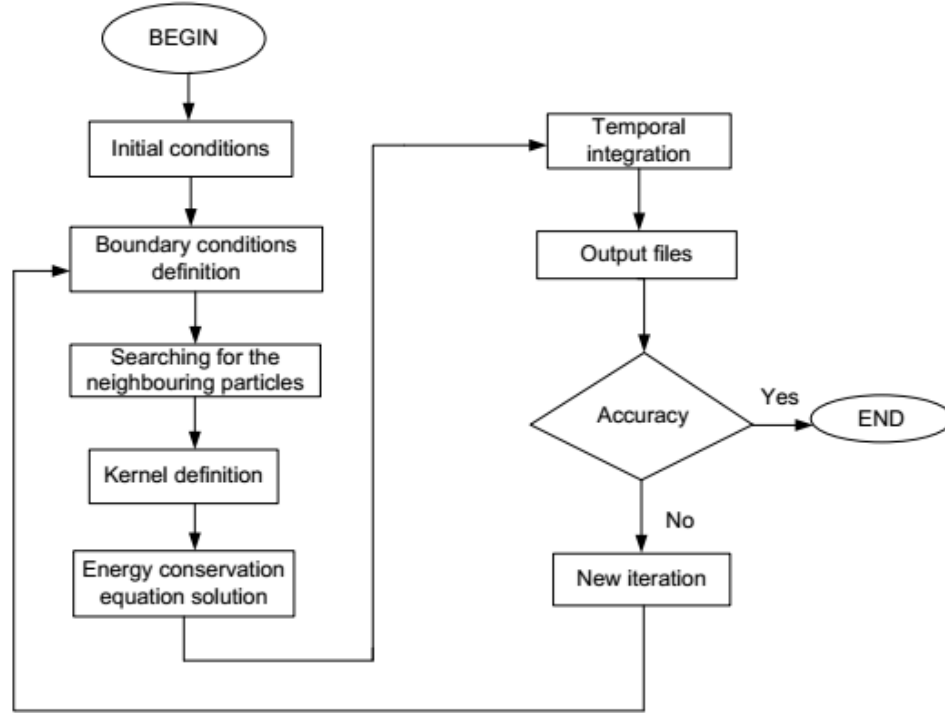 BEGIN
Initial conditions
Boundary conditions
definition
Searching for the
neighbouring particles
Kernel definition
Energy conservation
equation solution
Temporal
integration
Output files
Accuracy
Yes
END
No
New iteration